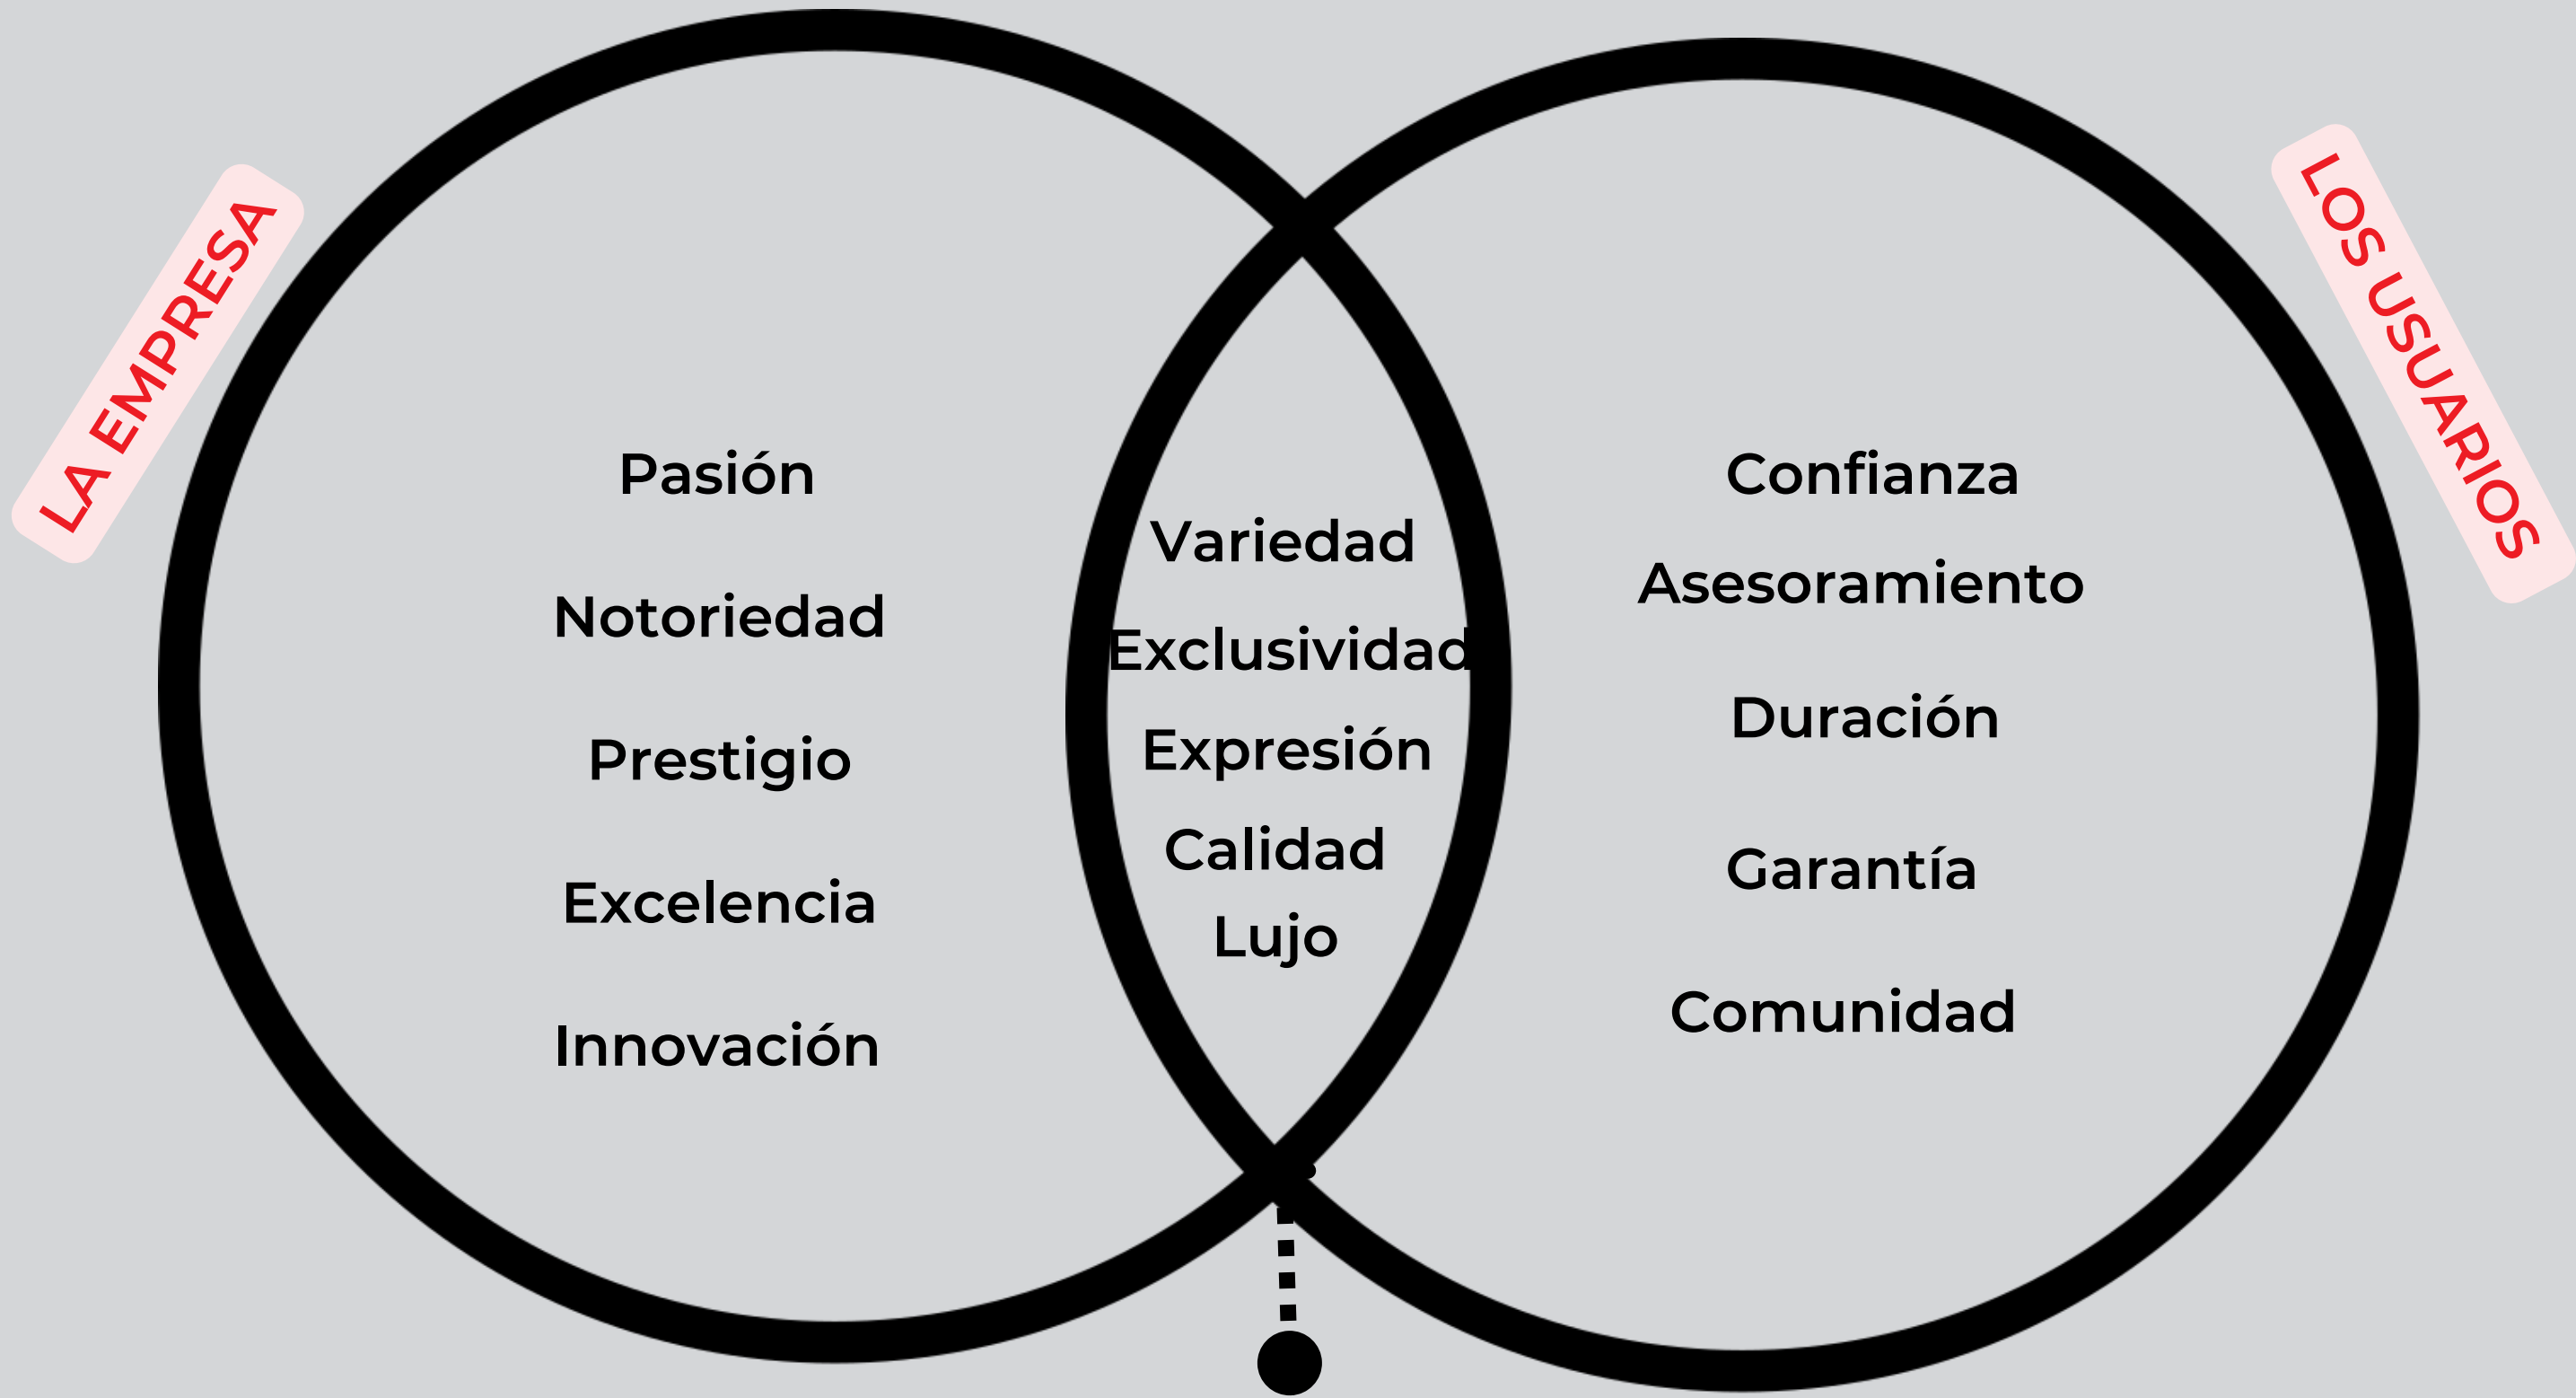 LA EMPRESA
Pasión
Notoriedad
Prestigio
Excelencia
Innovación
Variedad
Exclusividad
Expresión
Calidad
Lujo
LOS USUARIOS
Confianza
Asesoramiento
Duración
Garantía
Comunidad